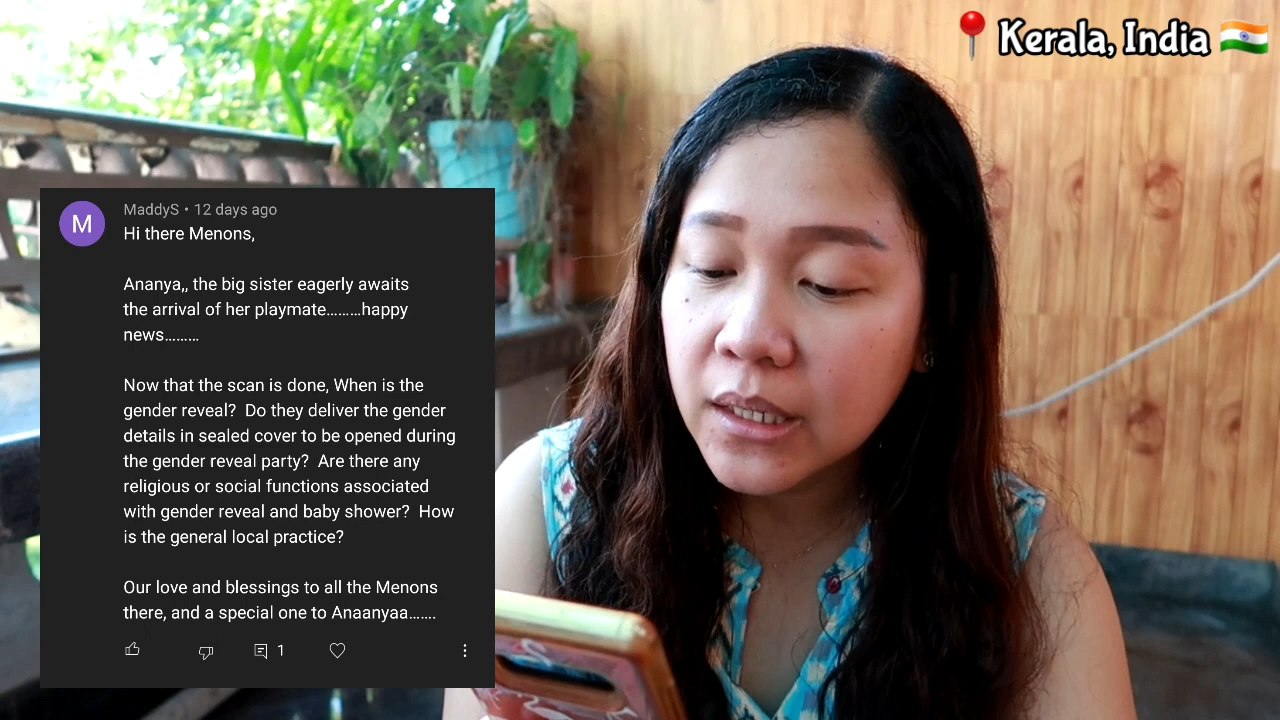 📍 Kerala, India 🇮🇳
M
MaddyS • 12 days ago
Hi there Menons,
Ananya,, the big sister eagerly awaits
the arrival of her playmate.........happy
news.........
Now that the scan is done, When is the
gender reveal?  Do they deliver the gender
details in sealed cover to be opened during
the gender reveal party?  Are there any
religious or social functions associated
with gender reveal and baby shower?  How
is the general local practice?
Our love and blessings to all the Menons
there, and a special one to Anaanyaa.......
1